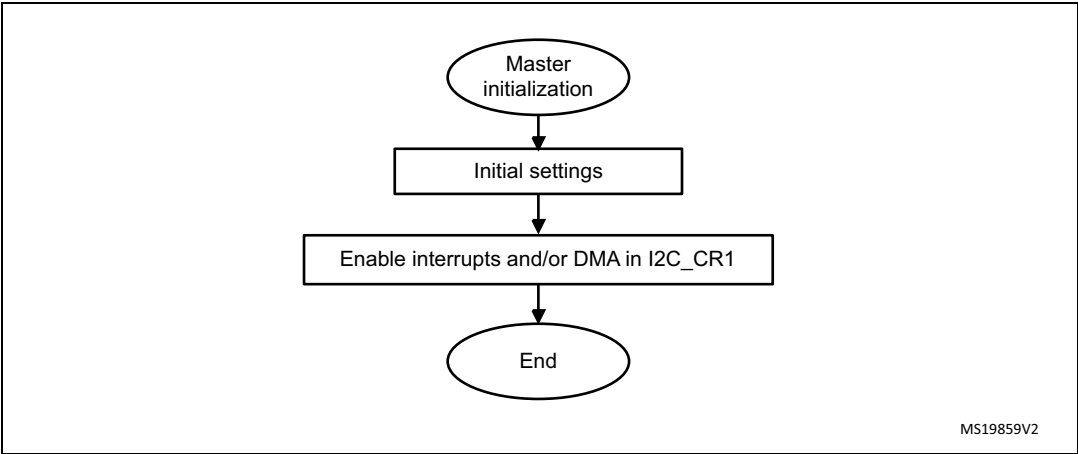 Master
initialization
Initial settings
Enable interrupts and/or DMA in I2C_CR1
End
MS19859V2